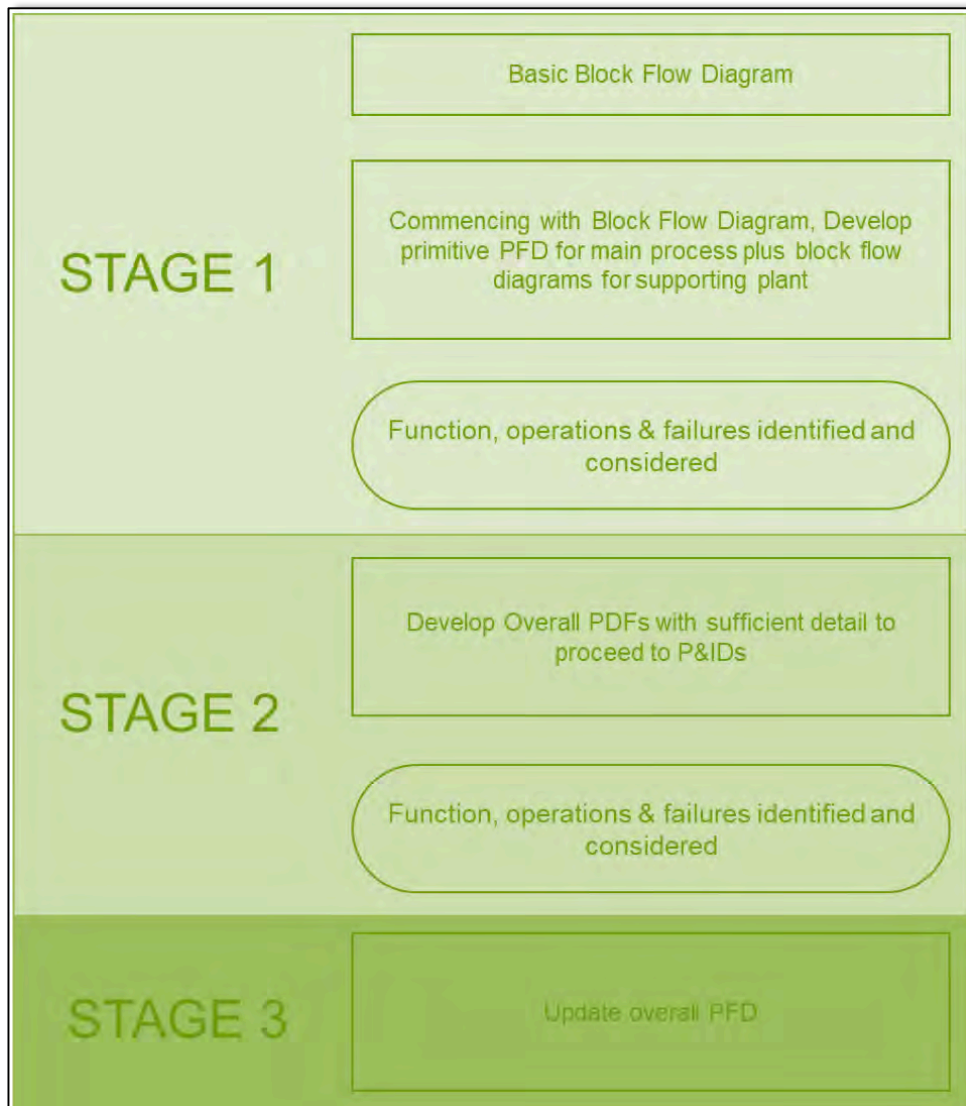 STAGE 1
Basic Block Flow Diagram
Commencing with Block Flow Diagram, Develop
primitive PFD for main process plus block flow
diagrams for supporting plant
Function, operations & failures identified and
considered
STAGE 2
Develop Overall PDFs with sufficient detail to
proceed to P&IDs
Function, operations & failures identified and
considered
STAGE 3
Update overall PFD